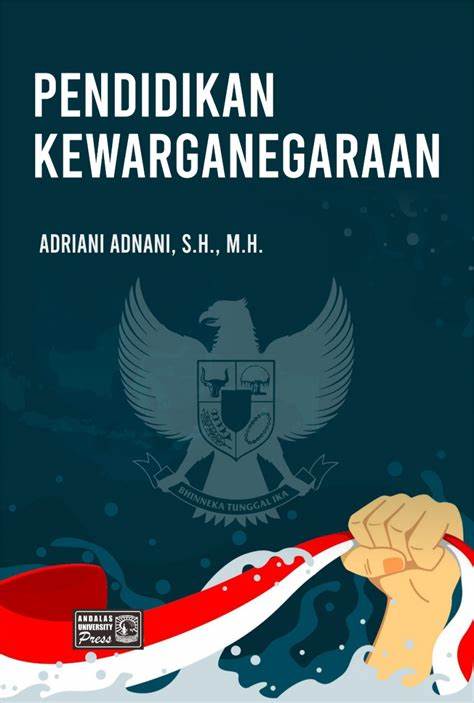 PENDIDIKAN
KEWARGANEGARAAN
ADRIANI ADNANI, S.H., M.H.
BHINNEKA TUNGGAL IKA
ANDALAS
UNIVERSITY
Press